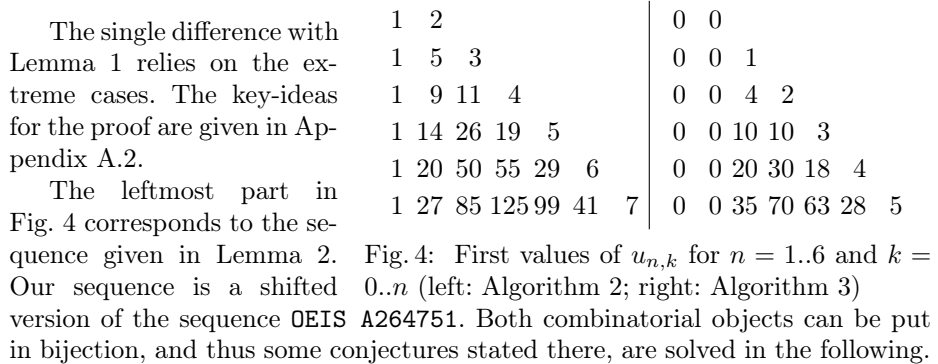 The single difference with
Lemma 1 relies on the ex-
treme cases. The key-ideas
for the proof are given in Ap-
pendix A.2.
The leftmost part in
Fig. 4 corresponds to the se-
quence given in Lemma 2.
Our sequence is a shifted
1 2 0 0
1 5 3 0 0 1
1 9 11 4 0 0 4 2
1 14 26 19 5 0 0 10 10 3
1 20 50 55 29 6 0 0 20 30 18 4
1 27 85 125 99 41 7 0 0 35 70 63 28 5
Fig. 4: First values of u_{n,k} for n = 1..6 and k =
0..n (left: Algorithm 2; right: Algorithm 3)
version of the sequence OEIS A264751. Both combinatorial objects can be put
in bijection, and thus some conjectures stated there, are solved in the following.